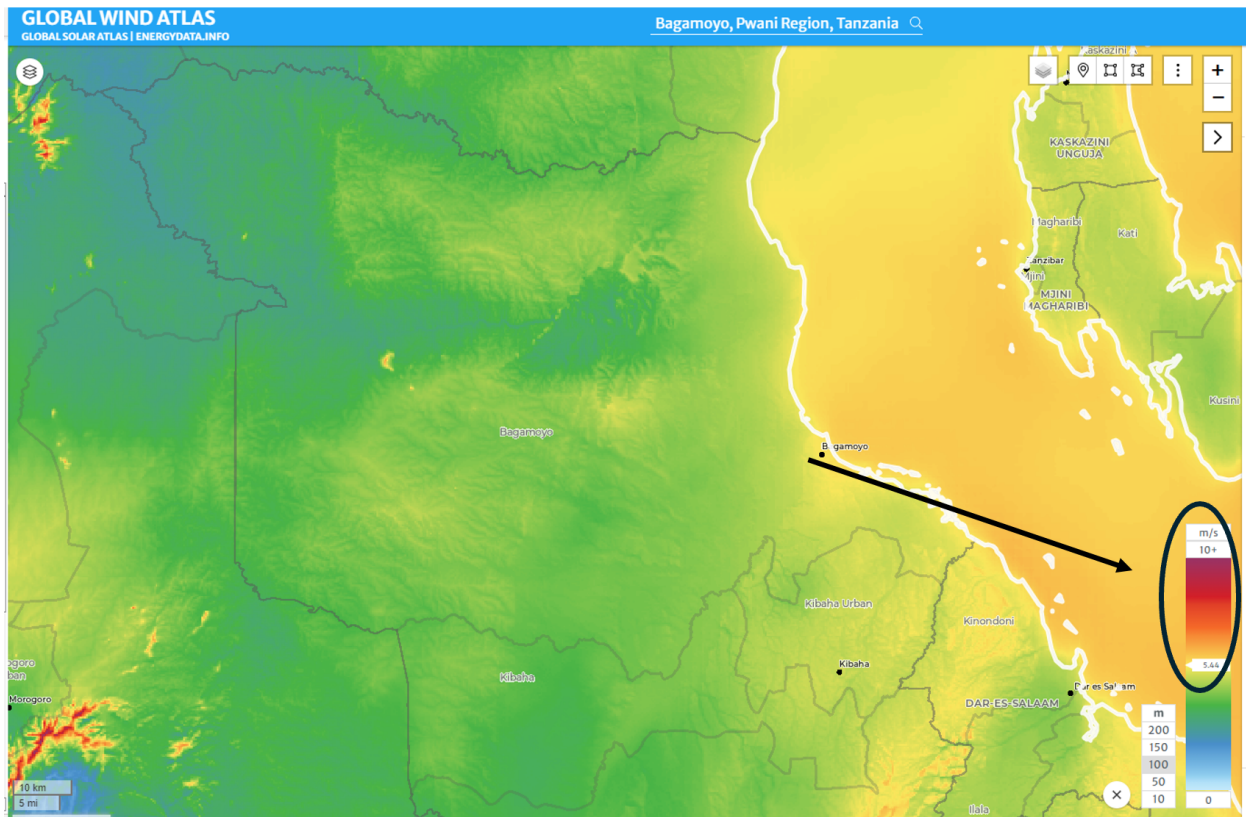 GLOBAL WIND ATLAS
GLOBAL SOLAR ATLAS | ENERGYDATA.INFO
Bagamoyo, Pwani Region, Tanzania
Kaskazini
KASKAZINI
UNGUJA
Magharibi
Kati
Zanzibar
Mjini
MJINI
MAGHARIBI
Kusini
Bagamoyo
Bagamoyo
m/s
10+
5.44
0
Kibaha Urban
Kinondoni
Kibaha
Kibaha
Dar es Salaam
DAR-ES-SALAAM
Morogoro
m
200
150
100
50
10
10 km
5 mi
Ilala